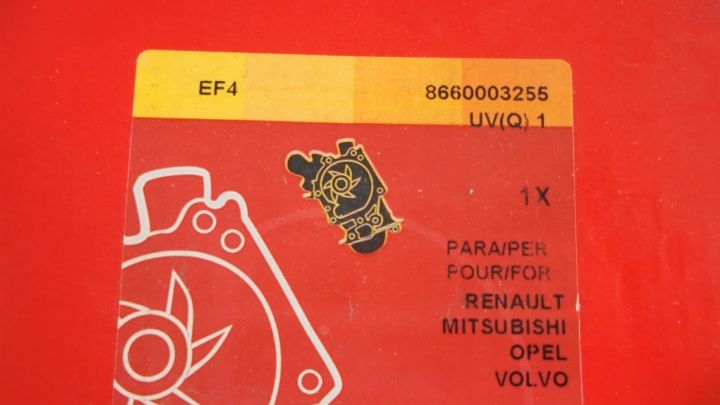 EF4 8660003255
UV(Q) 1
1X
PARA/PER
POUR/FOR
RENAULT
MITSUBISHI
OPEL
VOLVO